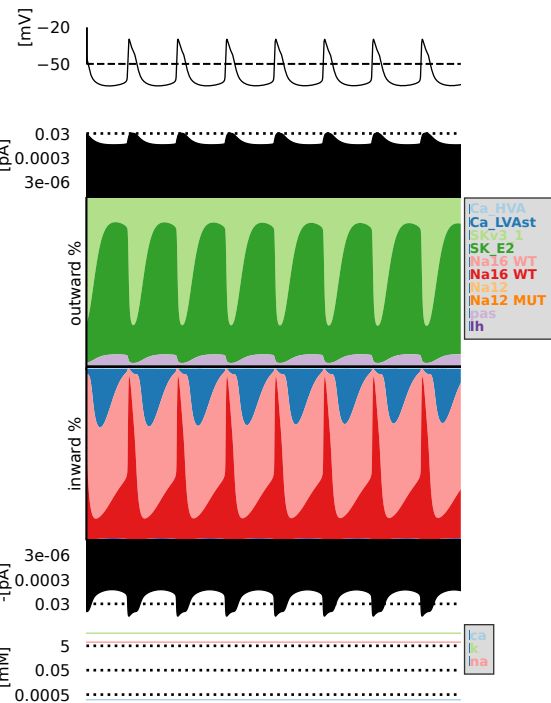 [mV]
−20
−50
[pA]
0.03
0.0003
3e-06
outward %
Ca_HVA
Ca_LVAst
SKv3_1
SK_E2
Na16 WT
Na16 WT
Na12
Na12 MUT
pas
Ih
inward %
-[pA]
3e-06
0.0003
0.03
[mM]
5
0.05
0.0005
ca
k
na